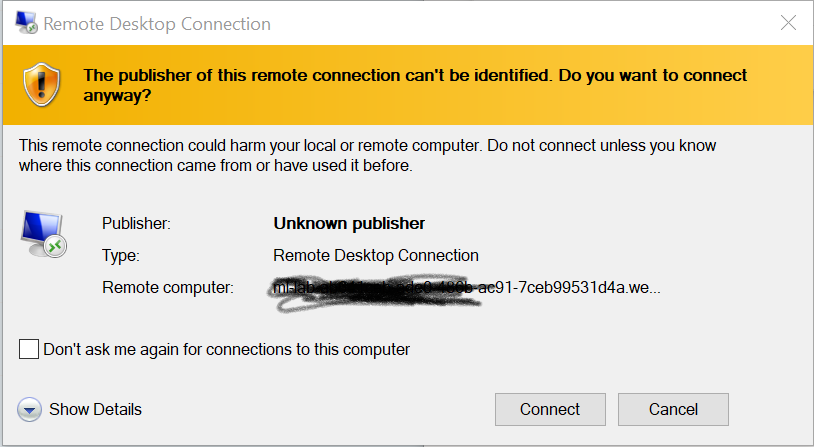 Remote Desktop Connection
The publisher of this remote connection can't be identified. Do you want to connect
anyway?
This remote connection could harm your local or remote computer. Do not connect unless you know
where this connection came from or have used it before.
Publisher: Unknown publisher
Type: Remote Desktop Connection
Remote computer: -ac91-7ceb99531d4a.we...
Don't ask me again for connections to this computer
Show Details
Connect Cancel